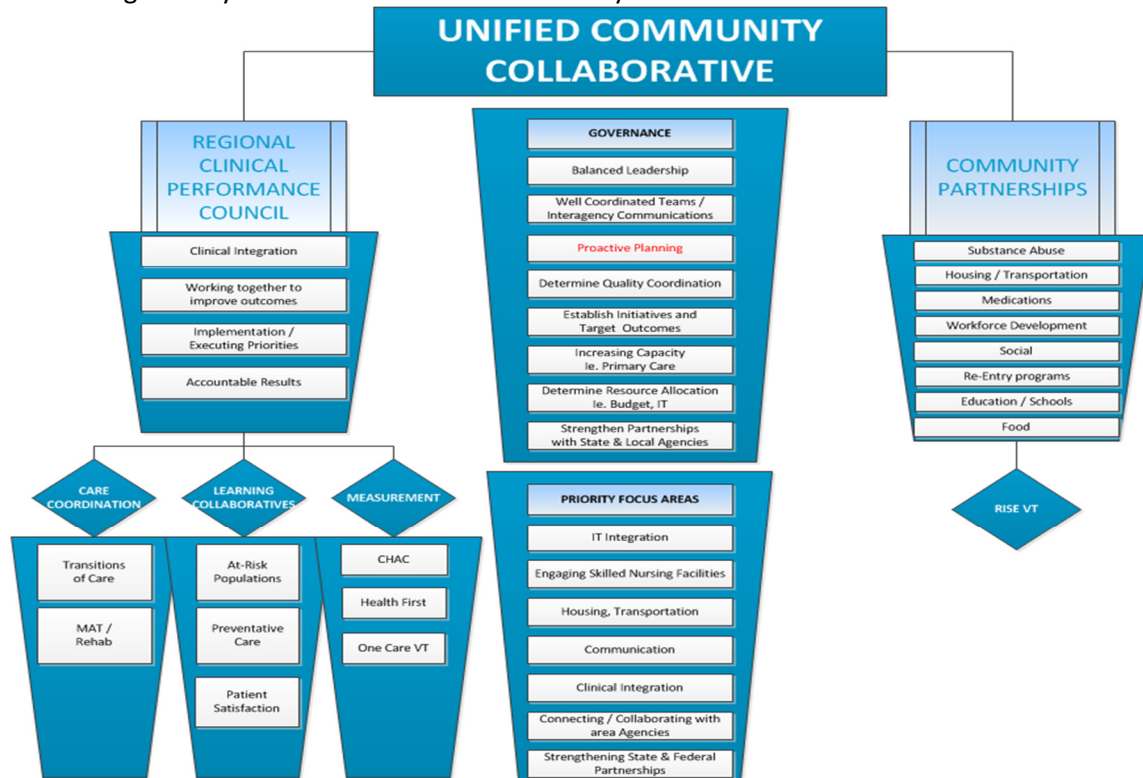 UNIFIED COMMUNITY
COLLABORATIVE
REGIONAL
CLINICAL
PERFORMANCE
COUNCIL
Clinical Integration
Working together to
improve outcomes
Implementation /
Executing Priorities
Accountable Results
CARE
COORDINATION
Transitions
of Care
MAT /
Rehab
LEARNING
COLLABORATIVES
At-Risk
Populations
Preventative
Care
Patient
Satisfaction
MEASUREMENT
CHAC
Health First
One Care VT
GOVERNANCE
Balanced Leadership
Well Coordinated Teams /
Interagency Communications
Proactive Planning
Determine Quality Coordination
Establish Initiatives and
Target Outcomes
Increasing Capacity
Ie. Primary Care
Determine Resource Allocation
Ie. Budget, IT
Strengthen Partnerships
with State & Local Agencies
PRIORITY FOCUS AREAS
IT Integration
Engaging Skilled Nursing Facilities
Housing, Transportation
Communication
Clinical Integration
Connecting / Collaborating with
area Agencies
Strengthening State & Federal
Partnerships
COMMUNITY
PARTNERSHIPS
Substance Abuse
Housing / Transportation
Medications
Workforce Development
Social
Re-Entry programs
Education / Schools
Food
RISE VT